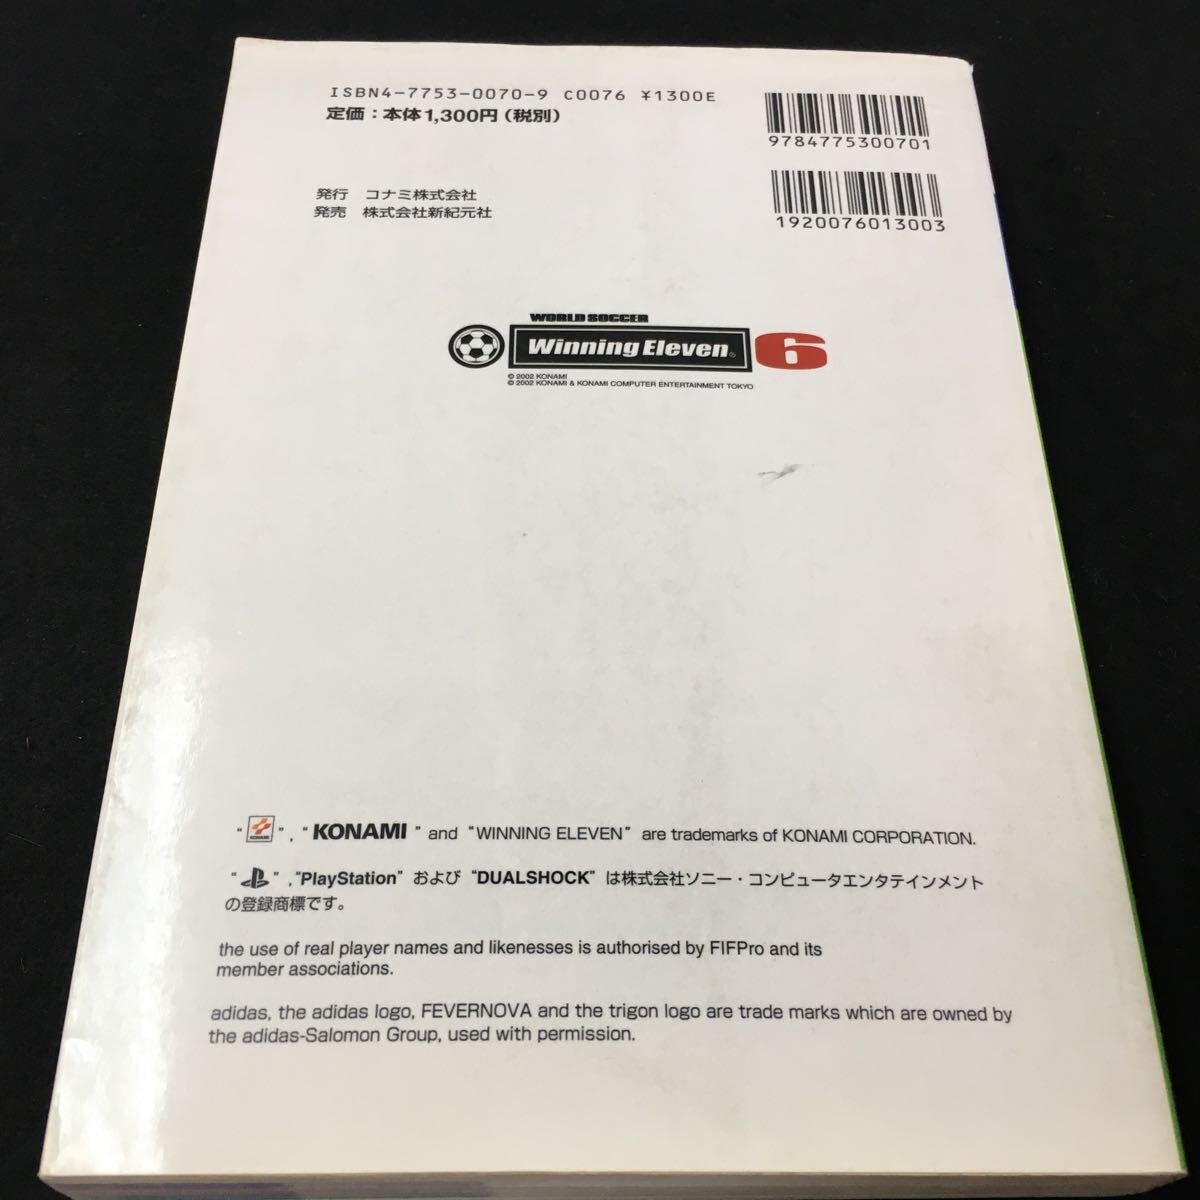 ISBN4-7753-0070-9 C0076 ¥1300E
定価：本体1,300円（税別）
9784775300701
発行 コナミ株式会社
発売 株式会社新紀元社
1920076013003
WORLD SOCCER
Winning Eleven® 6
© 2002 KONAMI
© 2002 KONAMI & KONAMI COMPUTER ENTERTAINMENT TOKYO
“KONAMI”, “KONAMI” and “WINNING ELEVEN” are trademarks of KONAMI CORPORATION.
“ ”, “PlayStation” および “DUALSHOCK” は株式会社ソニー・コンピュータエンタテインメント
の登録商標です。
the use of real player names and likenesses is authorised by FIFPro and its
member associations.
adidas, the adidas logo, FEVERNOVA and the trigon logo are trade marks which are owned by
the adidas-Salomon Group, used with permission.